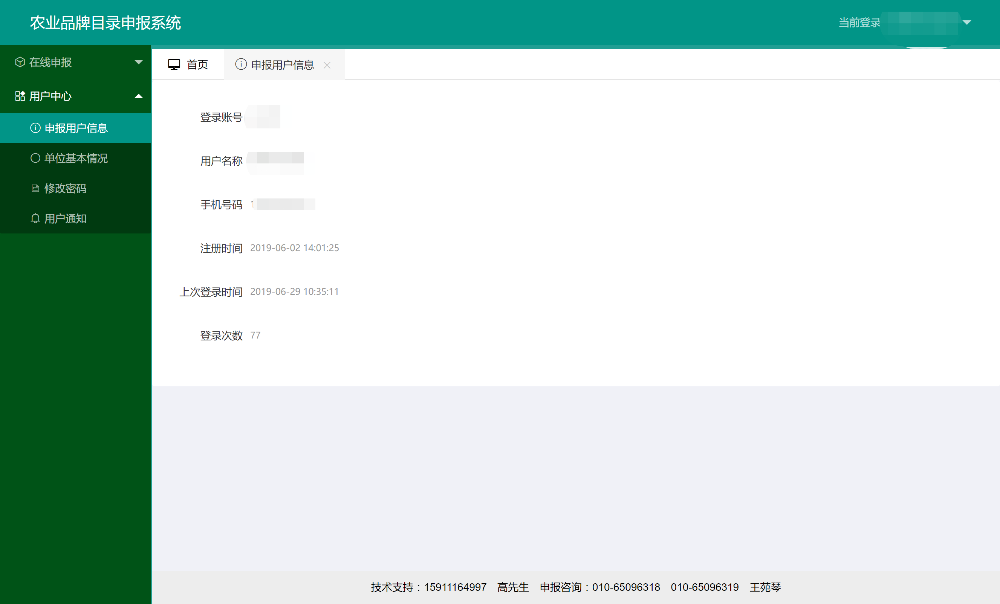 农业品牌目录申报系统
当前登录
在线申报
用户中心
申报用户信息
单位基本情况
修改密码
用户通知
首页 申报用户信息
登录账号
用户名称
手机号码 1
注册时间 2019-06-02 14:01:25
上次登录时间 2019-06-29 10:35:11
登录次数 77
技术支持：15911164997 高先生 申报咨询：010-65096318 010-65096319 王苑琴